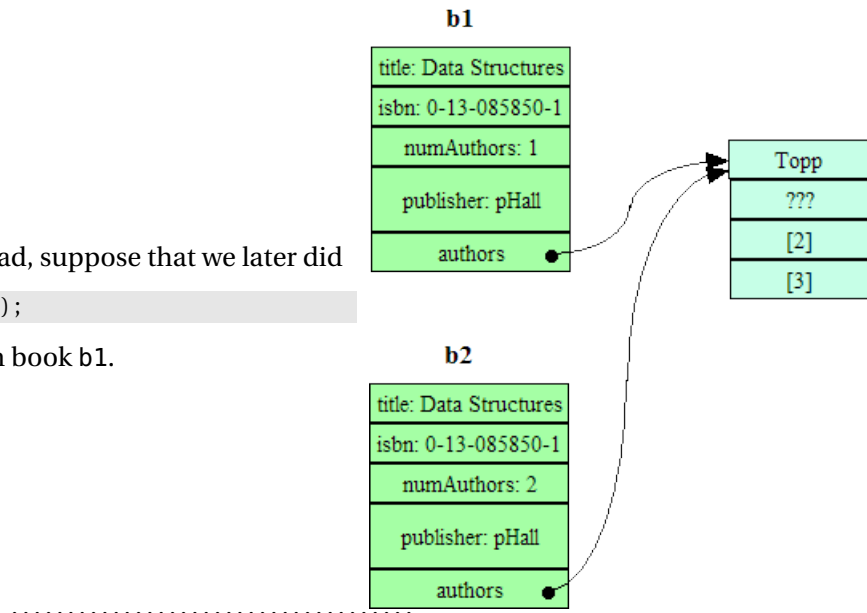 b1
title: Data Structures
isbn: 0-13-085850-1
numAuthors: 1
publisher: pHall
authors
Topp
???
[2]
[3]
ad, suppose that we later did
);
book b1.
b2
title: Data Structures
isbn: 0-13-085850-1
numAuthors: 2
publisher: pHall
authors